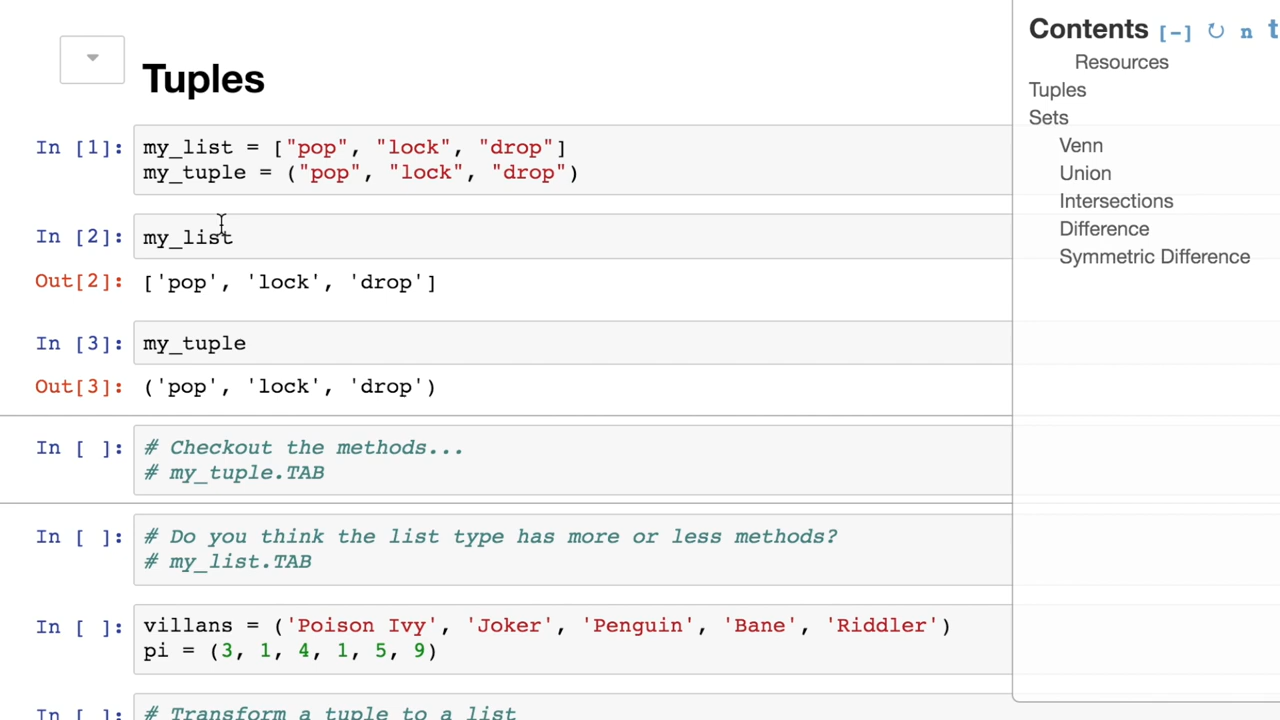 Tuples
In [1]: my_list = ["pop", "lock", "drop"]
my_tuple = ("pop", "lock", "drop")
In [2]: my_list
Out[2]: ['pop', 'lock', 'drop']
In [3]: my_tuple
Out[3]: ('pop', 'lock', 'drop')
In [ ]: # Checkout the methods...
# my_tuple.TAB
In [ ]: # Do you think the list type has more or less methods?
# my_list.TAB
In [ ]: villans = ('Poison Ivy', 'Joker', 'Penguin', 'Bane', 'Riddler')
pi = (3, 1, 4, 1, 5, 9)
In [ ]: # Transform a tuple to a list
Contents [-] ↻ n t
Resources
Tuples
Sets
Venn
Union
Intersections
Difference
Symmetric Difference